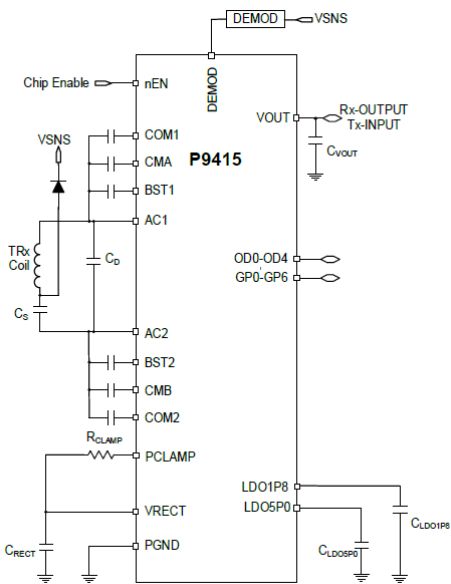 DEMOD
VSNS
Chip Enable
nEN
DEMOD
VOUT
Rx-OUTPUT
Tx-INPUT
CVOUT
VSNS
COM1
CMA
P9415
BST1
AC1
TRx
Coil
CD
OD0-OD4
GP0-GP6
CS
AC2
BST2
CMB
COM2
RCLAMP
PCLAMP
LDO1P8
VRECT
LDO5P0
CLDO1P8
CRECT
PGND
CLDO5P0